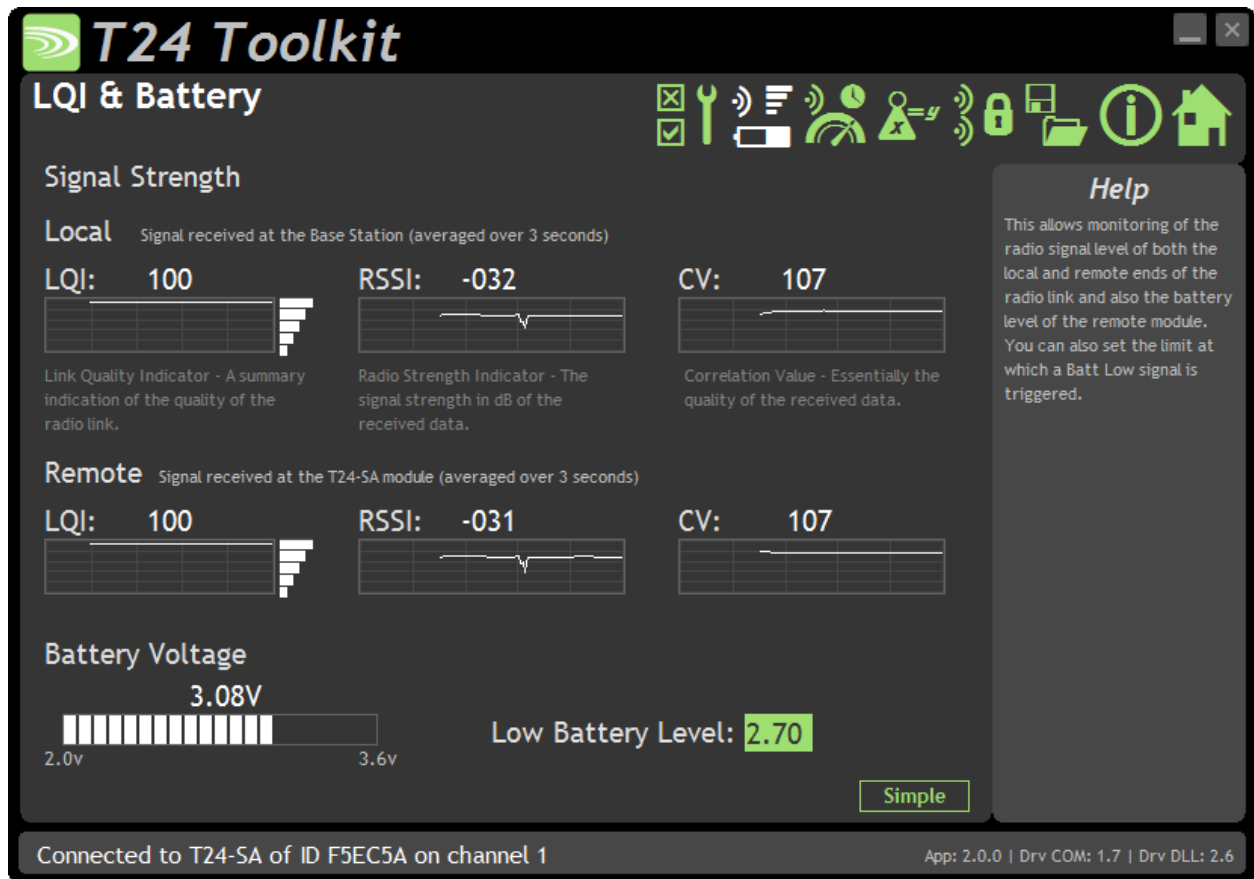 T24 Toolkit
LQI & Battery
x=y
Signal Strength
Local Signal received at the Base Station (averaged over 3 seconds)
LQI: 100 RSSI: -032 CV: 107
Link Quality Indicator - A summary
indication of the quality of the
radio link.
Radio Strength Indicator - The
signal strength in dB of the
received data.
Correlation Value - Essentially the
quality of the received data.
Remote Signal received at the T24-SA module (averaged over 3 seconds)
LQI: 100 RSSI: -031 CV: 107
Battery Voltage
3.08V
2.0v 3.6v
Low Battery Level: 2.70
Simple
Help
This allows monitoring of the
radio signal level of both the
local and remote ends of the
radio link and also the battery
level of the remote module.
You can also set the limit at
which a Batt Low signal is
triggered.
Connected to T24-SA of ID F5EC5A on channel 1
App: 2.0.0 | Drv COM: 1.7 | Drv DLL: 2.6